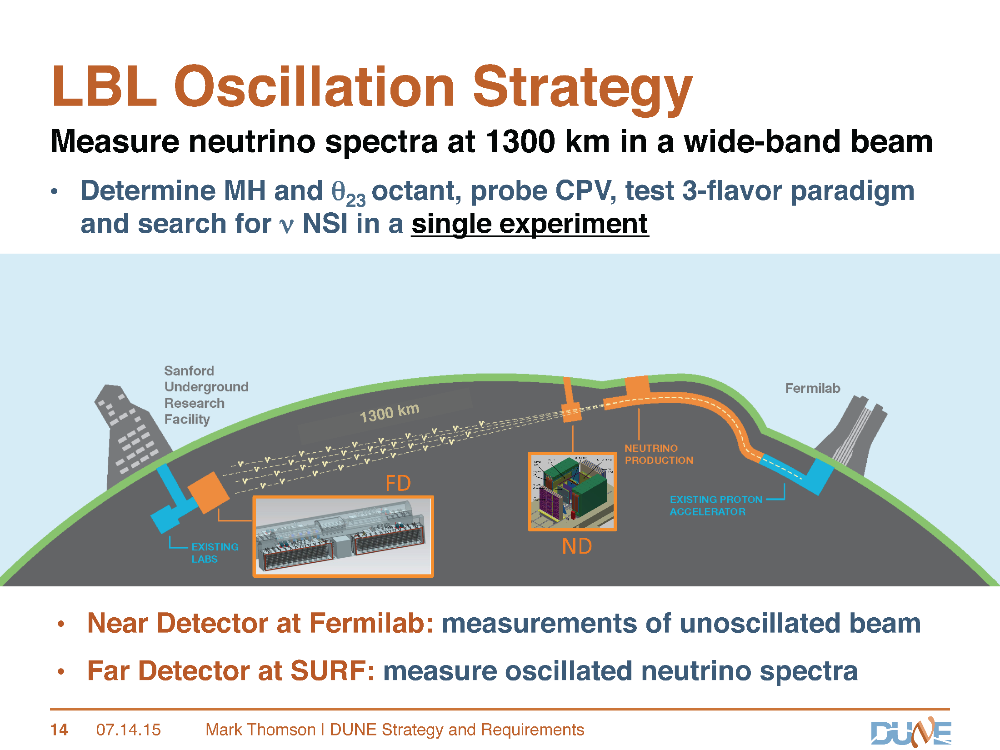 LBL Oscillation Strategy
Measure neutrino spectra at 1300 km in a wide-band beam
• Determine MH and θ23 octant, probe CPV, test 3-flavor paradigm
and search for ν NSI in a single experiment
Sanford
Underground
Research
Facility
1300 km
Fermilab
NEUTRINO
PRODUCTION
FD
EXISTING PROTON
ACCELERATOR
ND
EXISTING
LABS
• Near Detector at Fermilab: measurements of unoscillated beam
• Far Detector at SURF: measure oscillated neutrino spectra
14 07.14.15 Mark Thomson | DUNE Strategy and Requirements
DUNE